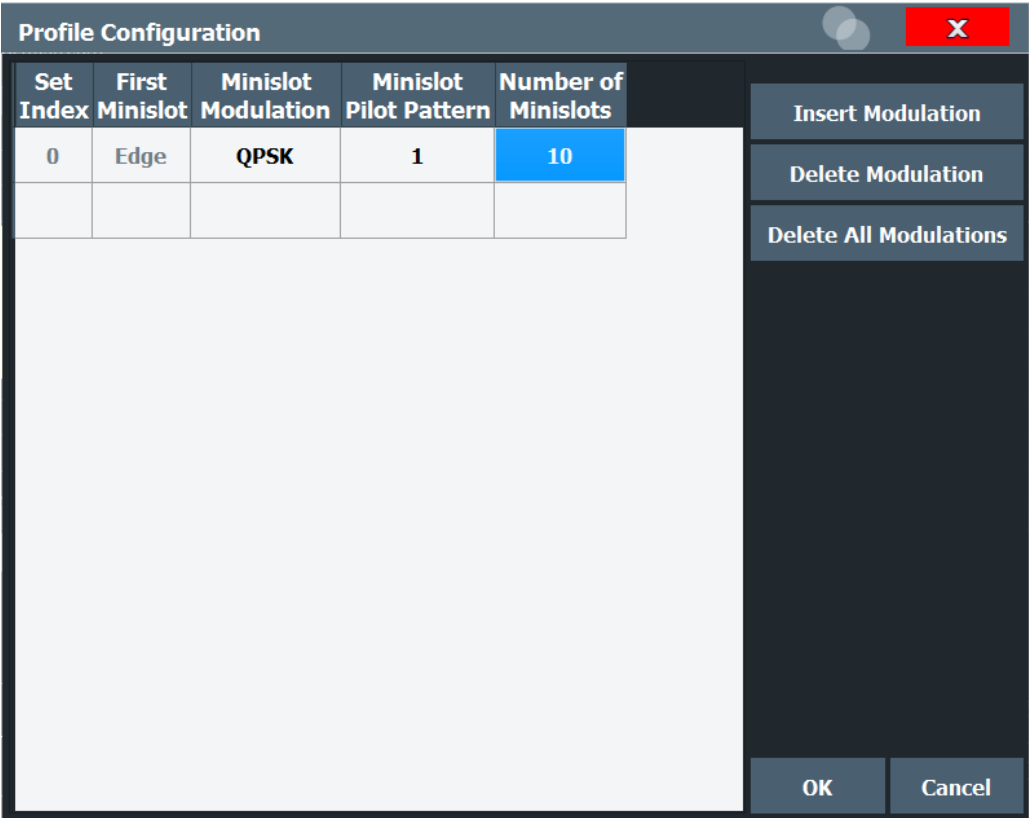 Profile Configuration
X
Set First Minislot Minislot Number of
Index Minislot Modulation Pilot Pattern Minislots
0 Edge QPSK 1 10
Insert Modulation
Delete Modulation
Delete All Modulations
OK Cancel